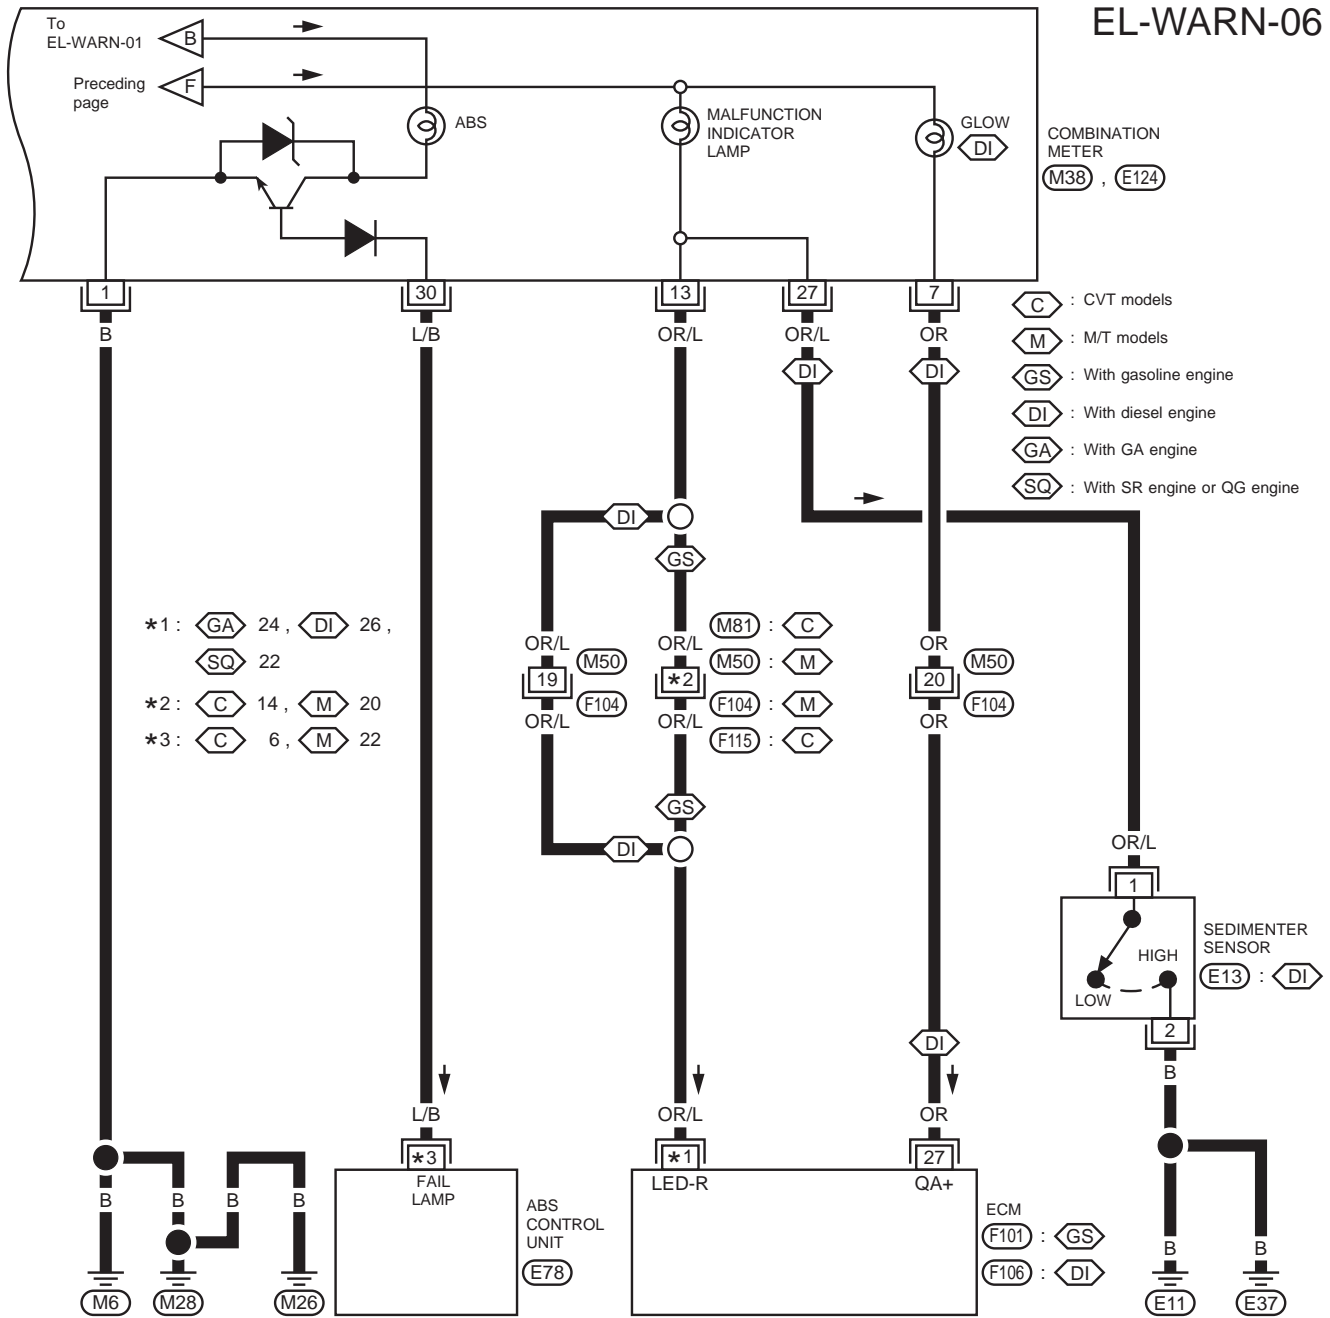 EL-WARN-06
To
EL-WARN-01
B
Preceding
page
F
ABS
MALFUNCTION
INDICATOR
LAMP
GLOW
DI
COMBINATION
METER
M38 , E124
1
30
13
27
7
B
L/B
OR/L
OR/L
OR
DI
DI
C : CVT models
M : M/T models
GS : With gasoline engine
DI : With diesel engine
GA : With GA engine
SQ : With SR engine or QG engine
DI
GS
*1 : GA 24 , DI 26 ,
SQ 22
*2 : C 14 , M 20
*3 : C 6 , M 22
OR/L
19
OR/L
M50
F104
OR/L
*2
OR/L
M81 : C
M50 : M
F104 : M
F115 : C
OR
20
OR
M50
F104
GS
DI
OR/L
1
HIGH
LOW
2
SEDIMENTER
SENSOR
E13 : DI
DI
B
L/B
OR/L
OR
*3
FAIL
LAMP
*1
LED-R
27
QA+
ABS
CONTROL
UNIT
E78
ECM
F101 : GS
F106 : DI
B
B
B
B
B
B
M6
M28
M26
E11
E37